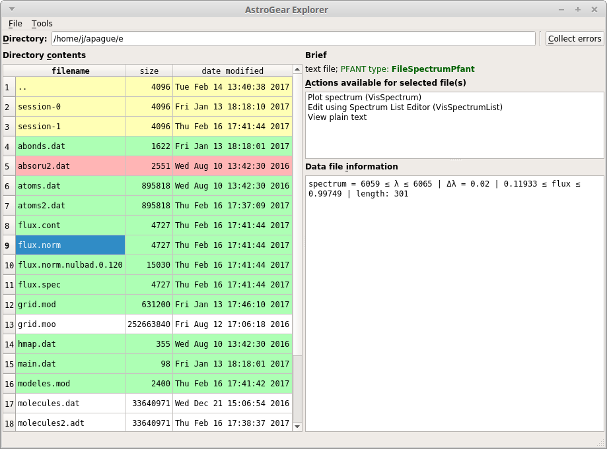 AstroGear Explorer
File Tools
Directory: /home/j/apague/e Collect errors
Directory contents
filename size date modified
1 .. 4096 Tue Feb 14 13:40:38 2017
2 session-0 4096 Fri Jan 13 18:18:10 2017
3 session-1 4096 Thu Feb 16 17:41:44 2017
4 abonds.dat 1622 Fri Jan 13 18:18:01 2017
5 absoru2.dat 2551 Wed Aug 10 13:42:30 2016
6 atoms.dat 895818 Wed Aug 10 13:42:30 2016
7 atoms2.dat 895818 Thu Feb 16 17:37:09 2017
8 flux.cont 4727 Thu Feb 16 17:41:44 2017
9 flux.norm 4727 Thu Feb 16 17:41:44 2017
10 flux.norm.nulbad.0.120 15030 Thu Feb 16 17:41:44 2017
11 flux.spec 4727 Thu Feb 16 17:41:44 2017
12 grid.mod 631200 Fri Jan 13 17:46:10 2017
13 grid.moo 252663840 Fri Aug 12 17:06:18 2016
14 hmap.dat 355 Wed Aug 10 13:42:30 2016
15 main.dat 98 Fri Jan 13 18:18:01 2017
16 modeles.mod 2400 Thu Feb 16 17:41:42 2017
17 molecules.dat 33640971 Wed Dec 21 15:06:54 2016
18 molecules2.adt 33640971 Thu Feb 16 17:38:37 2017
Brief
text file; PFANT type: FileSpectrumPfant
Actions available for selected file(s)
Plot spectrum (VisSpectrum)
Edit using Spectrum List Editor (VisSpectrumList)
View plain text
Data file information
spectrum = 6059 ≤ λ ≤ 6065 | Δλ = 0.02 | 0.11933 ≤ flux ≤
0.99749 | length: 301